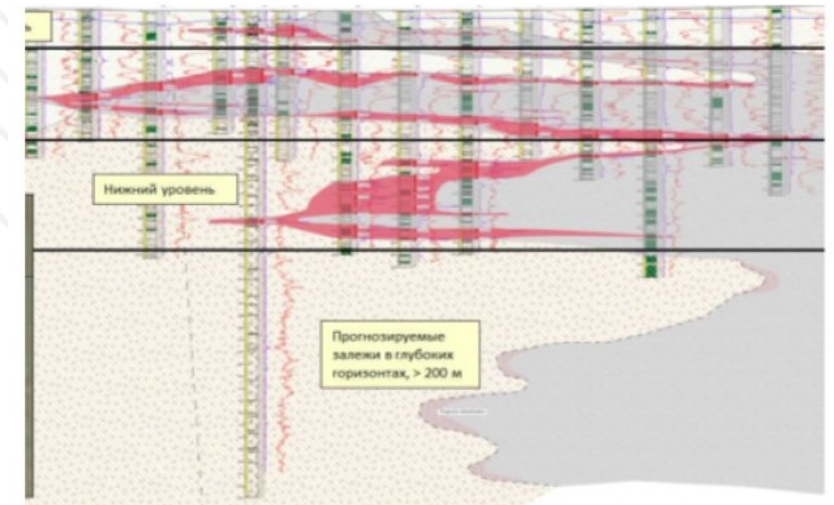 Нижний уровень
Прогнозируемые
залежи в глубоких
горизонтах, > 200 м